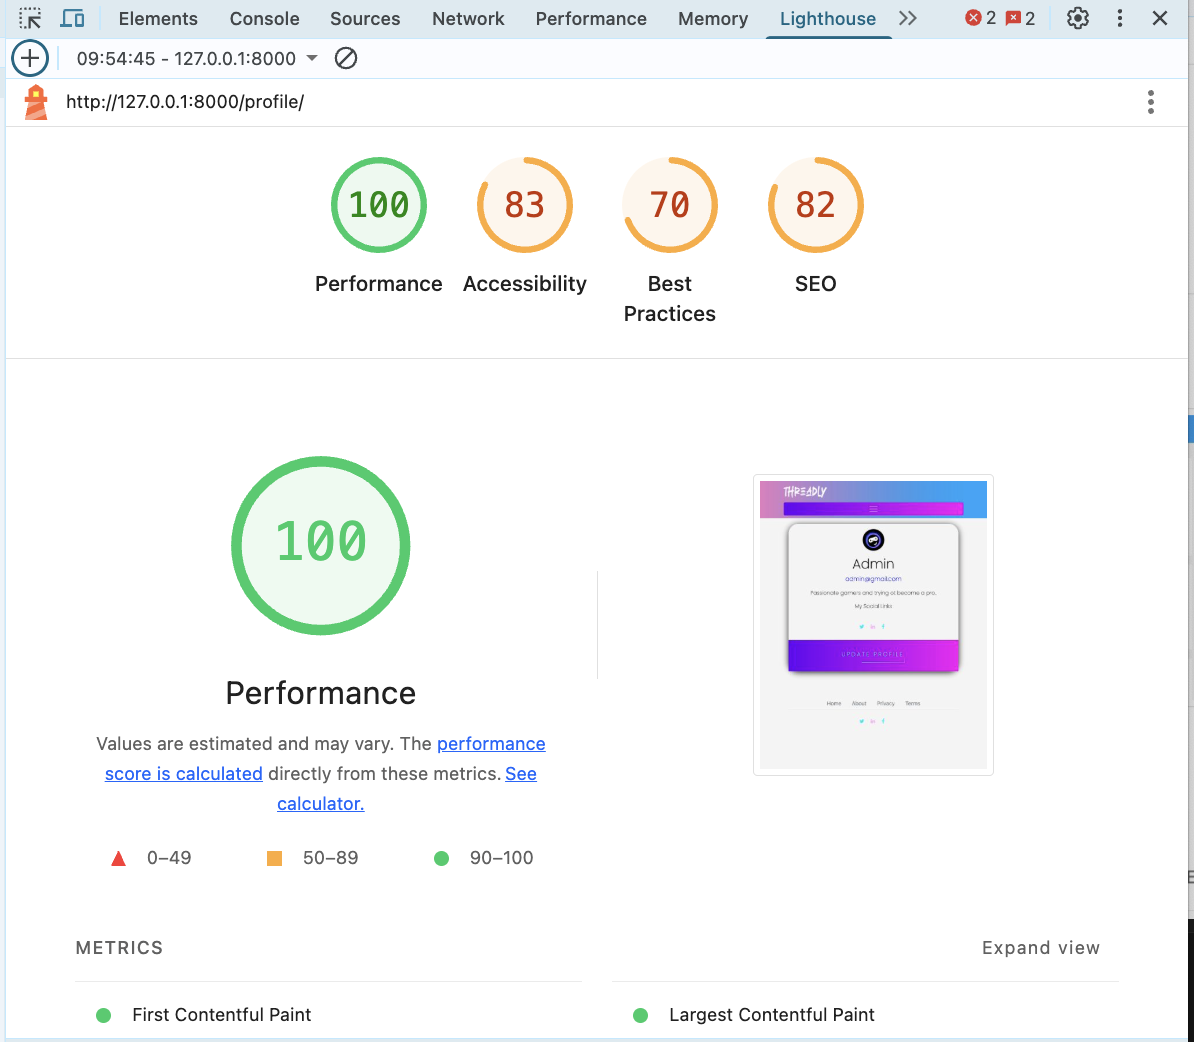 Elements Console Sources Network Performance Memory Lighthouse 2 2
09:54:45 - 127.0.0.1:8000
http://127.0.0.1:8000/profile/
100 83 70 82
Performance Accessibility Best Practices SEO
100
Performance
Values are estimated and may vary. The performance
score is calculated directly from these metrics. See
calculator.
0–49 50–89 90–100
THREADLY
Admin
admin@gmail.com
Passionate gamers and trying ot become a pro.
My Social Links
UPDATE PROFILE
Home About Privacy Terms
METRICS Expand view
First Contentful Paint Largest Contentful Paint